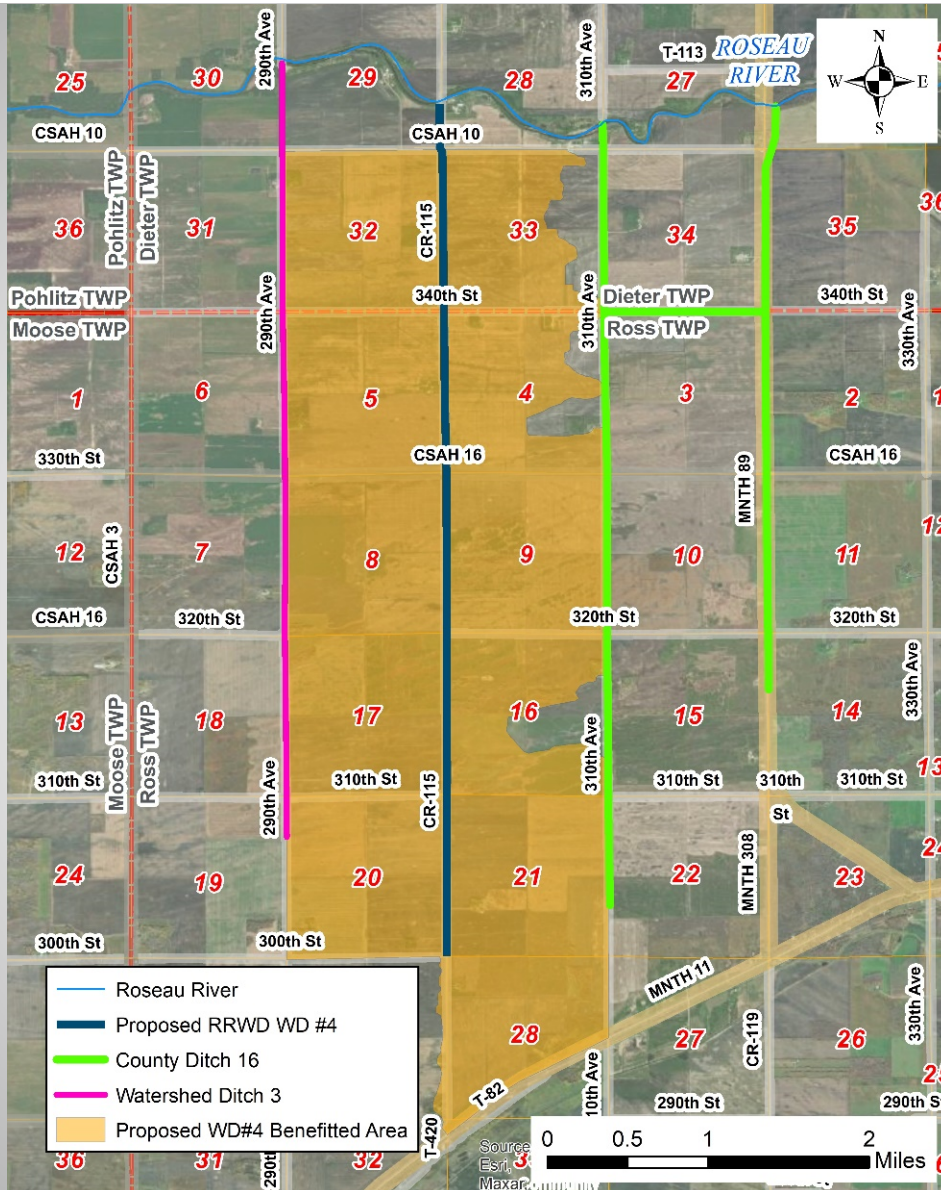 290th Ave
310th Ave
T-113
ROSEAU
RIVER
N
W
E
S
25
30
29
28
27
CSAH 10
CSAH 10
Pohlitz TWP
Dieter TWP
36
31
32
CR-115
33
34
35
36
290th Ave
310th Ave
340th St
340th St
Pohlitz TWP
Moose TWP
Dieter TWP
Ross TWP
330th Ave
1
6
5
4
3
2
330th St
CSAH 16
CSAH 16
MNTH 89
12
CSAH 3
7
8
9
10
11
12
CSAH 16
320th St
320th St
320th St
13
18
17
16
15
14
Moose TWP
Ross TWP
330th Ave
310th St
310th St
310th St
310th
St
310th St
13
290th Ave
CR-115
310th Ave
24
19
20
21
22
MNTH 308
23
24
300th St
300th St
MNTH 11
28
27
CR-119
26
330th Ave
T-82
290th St
290th St
T-420
Roseau River
Proposed RRWD WD #4
County Ditch 16
Watershed Ditch 3
Proposed WD#4 Benefitted Area
36
31
290th
32
Source
Esri,
Maxar
0
0.5
1
2
Miles